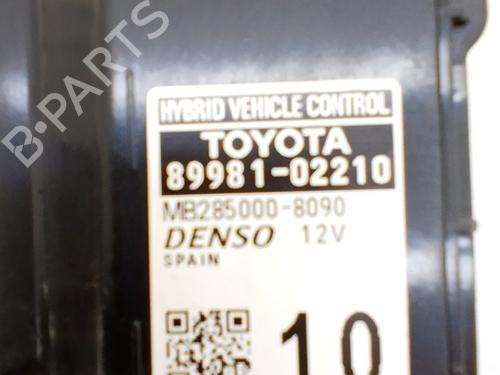 B-PARTS
HYBRID VEHICLE CONTROL
TOYOTA
89981-02210
MB285000-8090
DENSO 12V
SPAIN
10